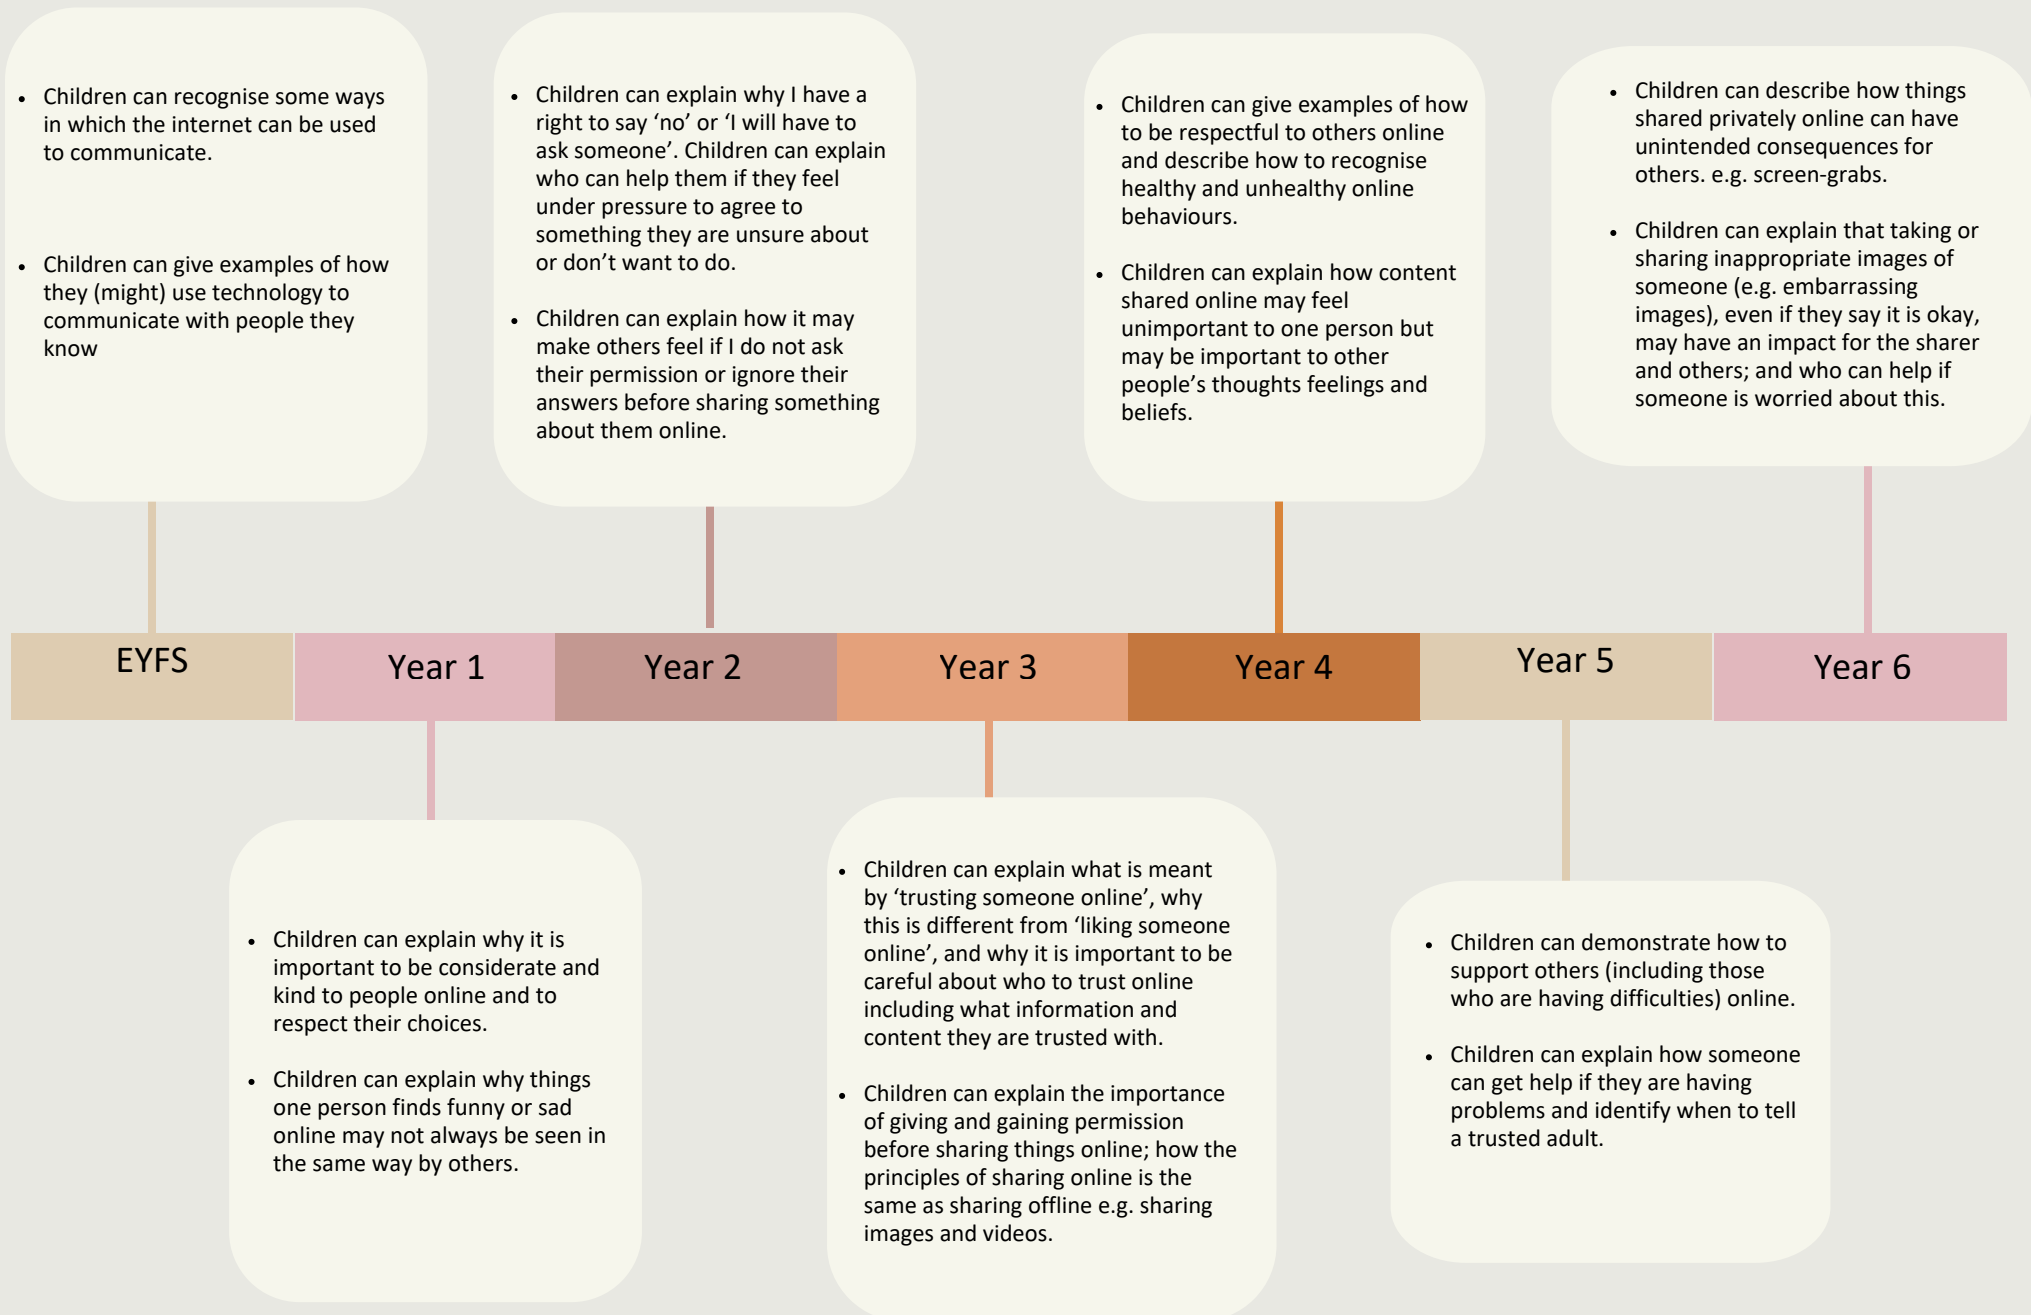 • Children can recognise some ways
in which the internet can be used
to communicate.
• Children can give examples of how
they (might) use technology to
communicate with people they
know
• Children can explain why I have a
right to say ‘no’ or ‘I will have to
ask someone’. Children can explain
who can help them if they feel
under pressure to agree to
something they are unsure about
or don’t want to do.
• Children can explain how it may
make others feel if I do not ask
their permission or ignore their
answers before sharing something
about them online.
• Children can give examples of how
to be respectful to others online
and describe how to recognise
healthy and unhealthy online
behaviours.
• Children can explain how content
shared online may feel
unimportant to one person but
may be important to other
people’s thoughts feelings and
beliefs.
• Children can describe how things
shared privately online can have
unintended consequences for
others. e.g. screen-grabs.
• Children can explain that taking or
sharing inappropriate images of
someone (e.g. embarrassing
images), even if they say it is okay,
may have an impact for the sharer
and others; and who can help if
someone is worried about this.
EYFS
Year 1
Year 2
Year 3
Year 4
Year 5
Year 6
• Children can explain why it is
important to be considerate and
kind to people online and to
respect their choices.
• Children can explain why things
one person finds funny or sad
online may not always be seen in
the same way by others.
• Children can explain what is meant
by ‘trusting someone online’, why
this is different from ‘liking someone
online’, and why it is important to be
careful about who to trust online
including what information and
content they are trusted with.
• Children can explain the importance
of giving and gaining permission
before sharing things online; how the
principles of sharing online is the
same as sharing offline e.g. sharing
images and videos.
• Children can demonstrate how to
support others (including those
who are having difficulties) online.
• Children can explain how someone
can get help if they are having
problems and identify when to tell
a trusted adult.